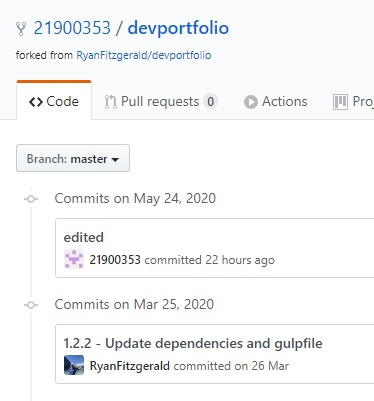 21900353 / devportfolio
forked from RyanFitzgerald/devportfolio
Code Pull requests 0 Actions
Branch: master
Commits on May 24, 2020
edited
21900353 committed 22 hours ago
Commits on Mar 25, 2020
1.2.2 - Update dependencies and gulpfile
RyanFitzgerald committed on 26 Mar